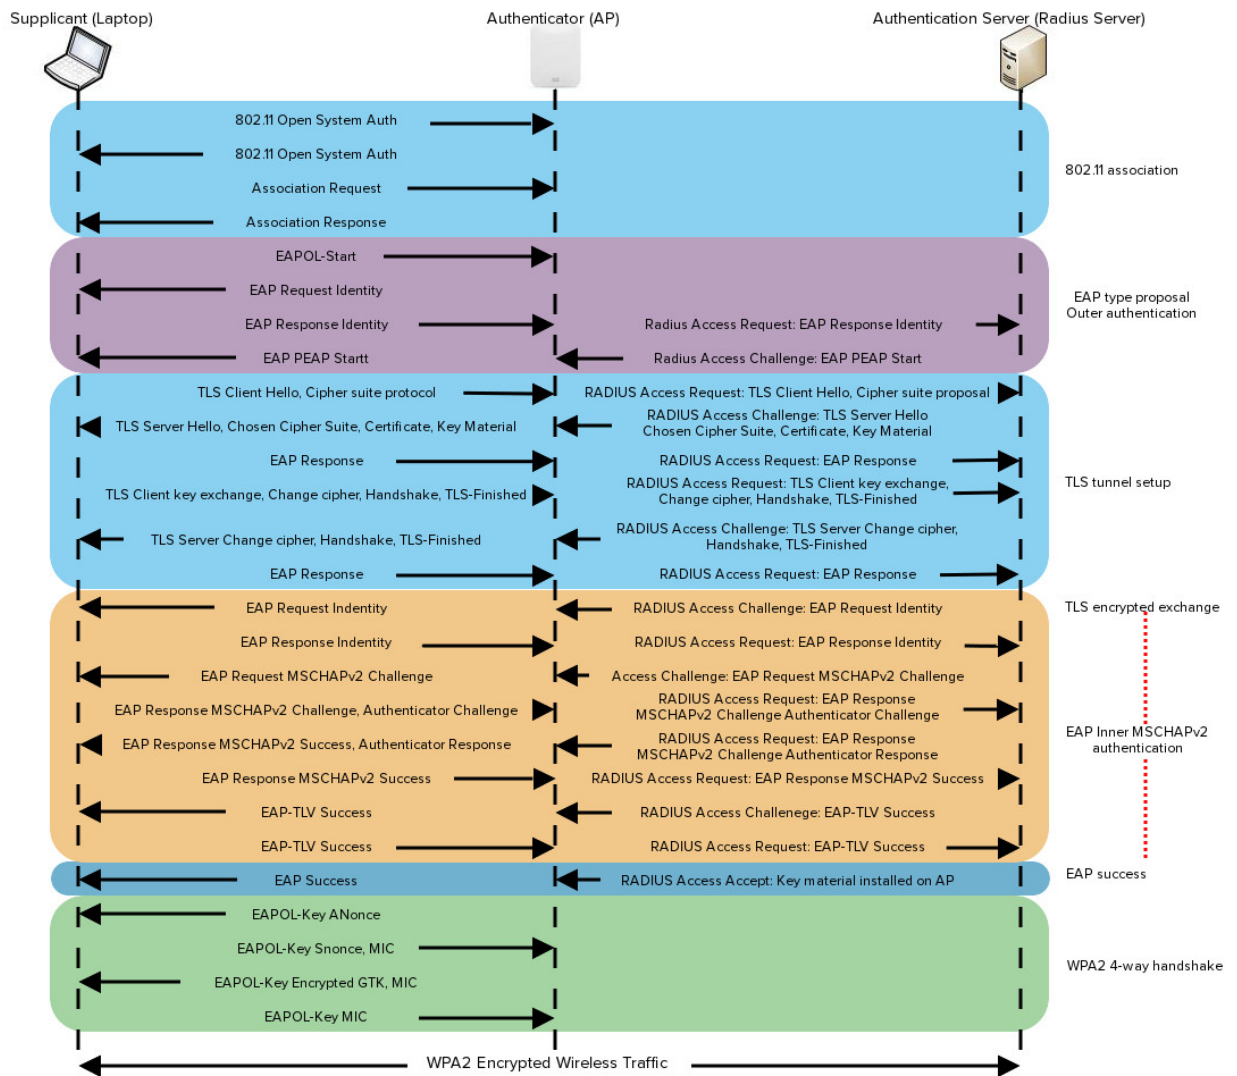 Supplicant (Laptop)
Authenticator (AP)
Authentication Server (Radius Server)
802.11 Open System Auth
802.11 Open System Auth
Association Request
Association Response
802.11 association
EAPOL-Start
EAP Request Identity
EAP Response Identity
Radius Access Request: EAP Response Identity
EAP PEAP Startt
Radius Access Challenge: EAP PEAP Start
EAP type proposal
Outer authentication
TLS Client Hello, Cipher suite protocol
RADIUS Access Request: TLS Client Hello, Cipher suite proposal
TLS Server Hello, Chosen Cipher Suite, Certificate, Key Material
RADIUS Access Challenge: TLS Server Hello
Chosen Cipher Suite, Certificate, Key Material
EAP Response
RADIUS Access Request: EAP Response
TLS Client key exchange, Change cipher, Handshake, TLS-Finished
RADIUS Access Request: TLS Client key exchange,
Change cipher, Handshake, TLS-Finished
TLS tunnel setup
TLS Server Change cipher, Handshake, TLS-Finished
RADIUS Access Challenge: TLS Server Change cipher,
Handshake, TLS-Finished
EAP Response
RADIUS Access Request: EAP Response
EAP Request Indentity
RADIUS Access Challenge: EAP Request Identity
TLS encrypted exchange
EAP Response Indentity
RADIUS Access Request: EAP Response Identity
EAP Request MSCHAPv2 Challenge
Access Challenge: EAP Request MSCHAPv2 Challenge
EAP Response MSCHAPv2 Challenge, Authenticator Challenge
RADIUS Access Request: EAP Response
MSCHAPv2 Challenge Authenticator Challenge
EAP Response MSCHAPv2 Success, Authenticator Response
RADIUS Access Request: EAP Response
MSCHAPv2 Challenge Authenticator Response
EAP Inner MSCHAPv2
authentication
EAP Response MSCHAPv2 Success
RADIUS Access Request: EAP Response MSCHAPv2 Success
EAP-TLV Success
RADIUS Access Challenege: EAP-TLV Success
EAP-TLV Success
RADIUS Access Request: EAP-TLV Success
EAP Success
RADIUS Access Accept: Key material installed on AP
EAP success
EAPOL-Key ANonce
EAPOL-Key Snonce, MIC
EAPOL-Key Encrypted GTK, MIC
EAPOL-Key MIC
WPA2 4-way handshake
WPA2 Encrypted Wireless Traffic